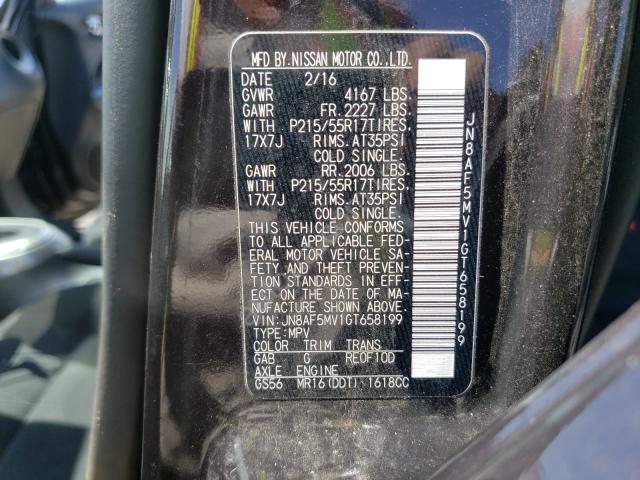 MFD BY. NISSAN MOTOR CO., LTD.
DATE 2/16
GVWR 4167 LBS.
GAWR FR. 2227 LBS.
WITH P215/55R17TIRES.
17X7J RIMS. AT35PSI
COLD SINGLE.
GAWR RR. 2006 LBS.
WITH P215/55R17TIRES.
17X7J RIMS. AT35PSI
COLD SINGLE.
THIS VEHICLE CONFORMS
TO ALL APPLICABLE FED-
ERAL MOTOR VEHICLE SA-
FETY AND THEFT PREVEN-
TION STANDARDS IN EFF-
ECT ON THE DATE OF MA-
NUFACTURE SHOWN ABOVE.
VIN: JN8AF5MV1GT658199
TYPE: MPV
COLOR TRIM TRANS
GAB G RE0F10D
AXLE ENGINE
GS56 MR16(DDT) 1618CC
JN8AF5MV1GT658199